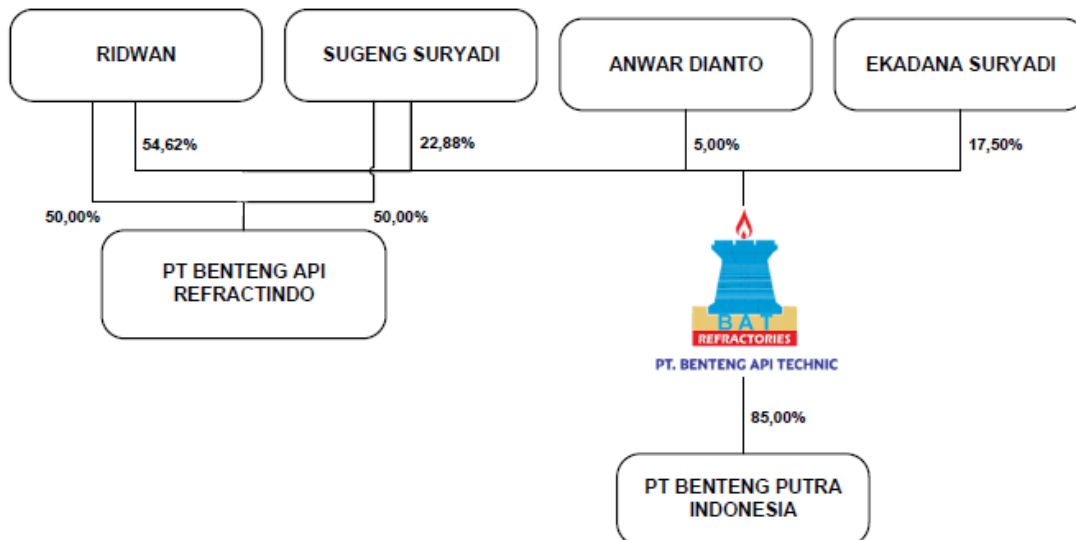 RIDWAN
SUGENG SURYADI
ANWAR DIANTO
EKADANA SURYADI
54,62%
22,88%
5,00%
17,50%
50,00%
50,00%
PT BENTENG API
REFRACTINDO
BAT
REFRACTORIES
PT. BENTENG API TECHNIC
85,00%
PT BENTENG PUTRA
INDONESIA